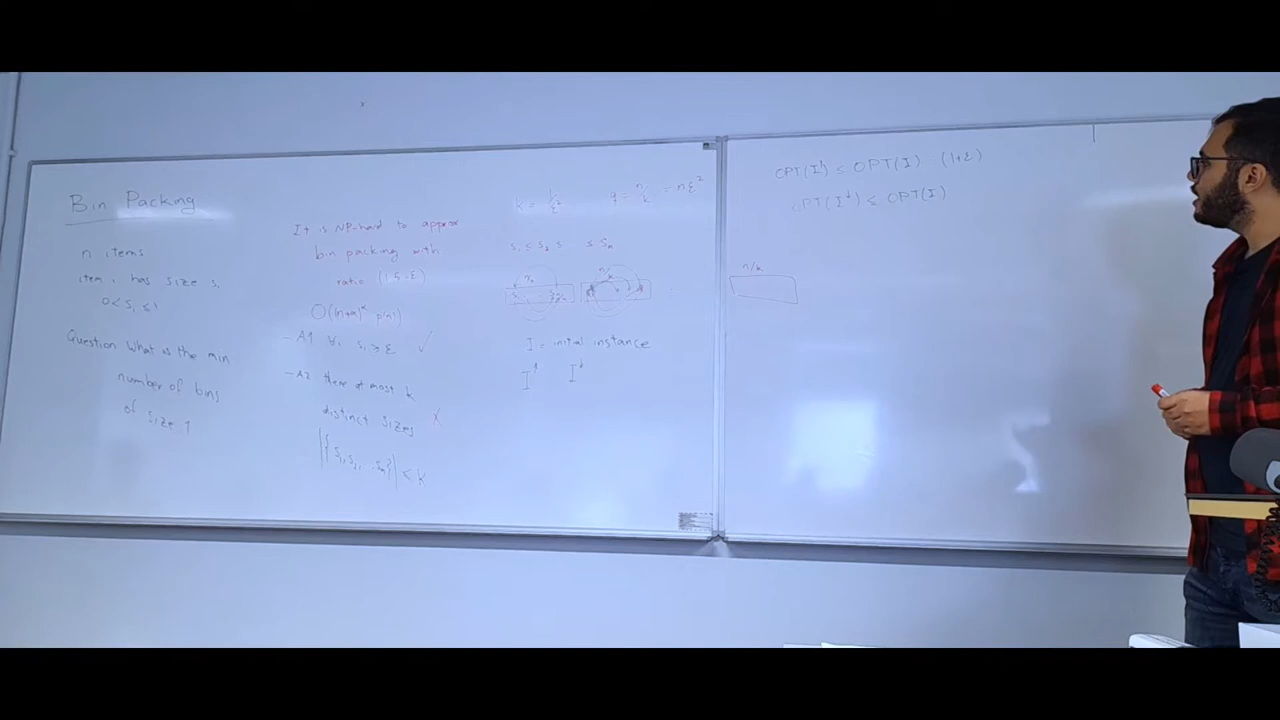 Bin Packing
n items
item i has size s_i
0 < s_i ≤ 1
Question What is the min
number of bins
of size 1
It is NP-hard to approx
bin packing with
ratio (1.5-ε)
- A1 ∀i s_i ≥ ε ✓
- A2 there at most k
distinct sizes ✗
|{s_1, s_2, ... s_n}| < k
k = 1/ε²
q = n/k = nε²
s_1 ≤ s_2 ≤ ≤ s_n
n/k
I = initial instance
I↑ I↓
OPT(I↑) ≤ OPT(I) (1+ε)
OPT(I↓) ≤ OPT(I)
n/k